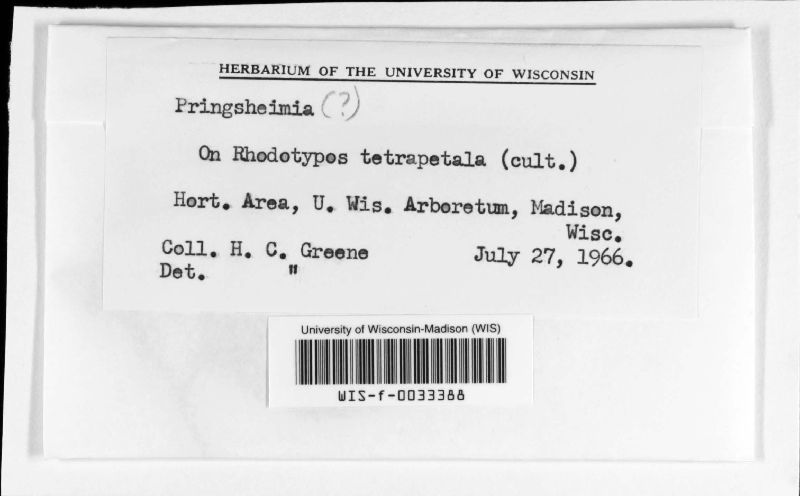 HERBARIUM OF THE UNIVERSITY OF WISCONSIN
Pringsheimia (?)
On Rhodotypos tetrapetala (cult.)
Hort. Area, U. Wis. Arboretum, Madison,
Wisc.
Coll. H. C. Greene July 27, 1966.
Det. "
University of Wisconsin-Madison (WIS)
WIS-f-0033388